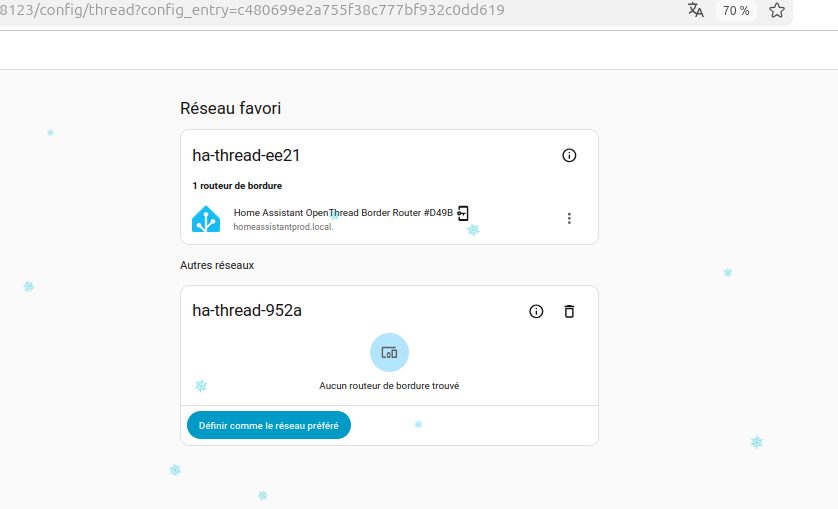 8123/config/thread?config_entry=c480699e2a755f38c777bf932c0dd619
70 %
Réseau favori
ha-thread-ee21
1 routeur de bordure
Home Assistant OpenThread Border Router #D49B
homeassistantprod.local.
Autres réseaux
ha-thread-952a
Aucun routeur de bordure trouvé
Définir comme le réseau préféré